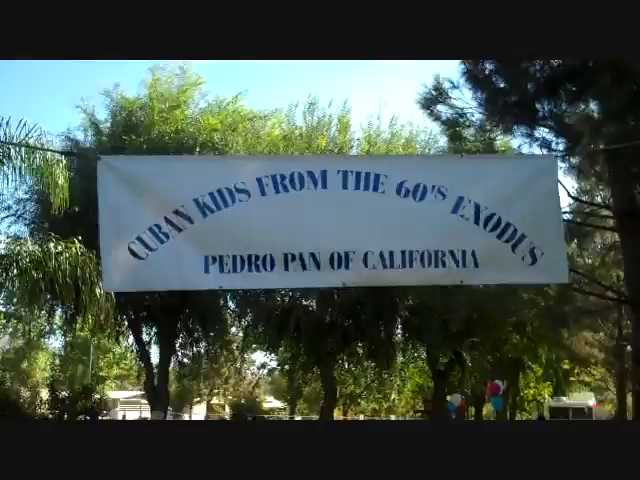 CUBAN KIDS FROM THE 60'S EXODUS
PEDRO PAN OF CALIFORNIA